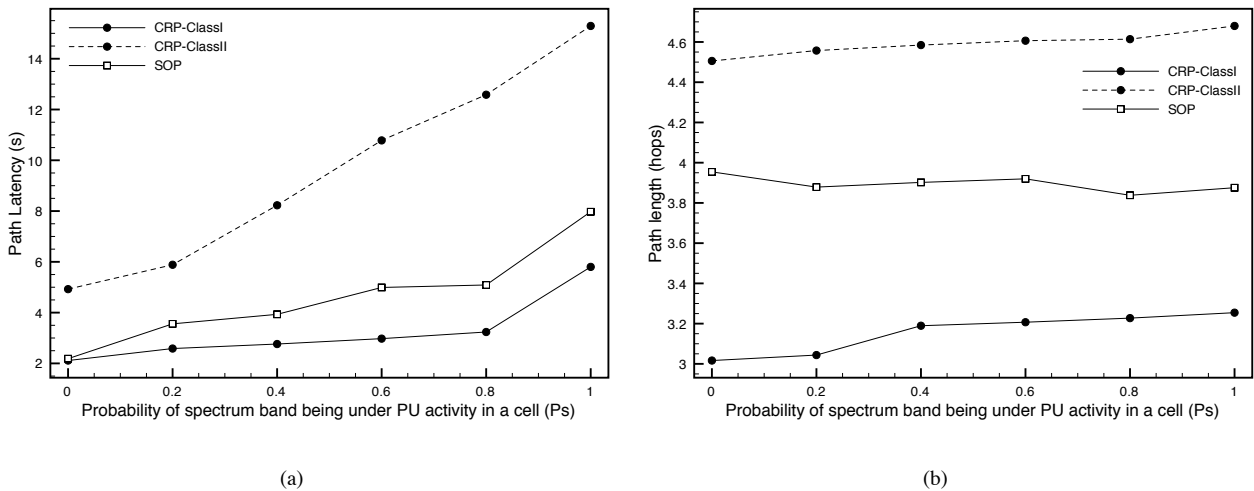 CRP-ClassI
CRP-ClassII
SOP
14
12
10
8
6
4
2
Path Latency (s)
0 0.2 0.4 0.6 0.8 1
Probability of spectrum band being under PU activity in a cell (Ps)
(a)
4.6
4.4
4.2
4
3.8
3.6
3.4
3.2
3
Path length (hops)
CRP-ClassI
CRP-ClassII
SOP
0 0.2 0.4 0.6 0.8 1
Probability of spectrum band being under PU activity in a cell (Ps)
(b)